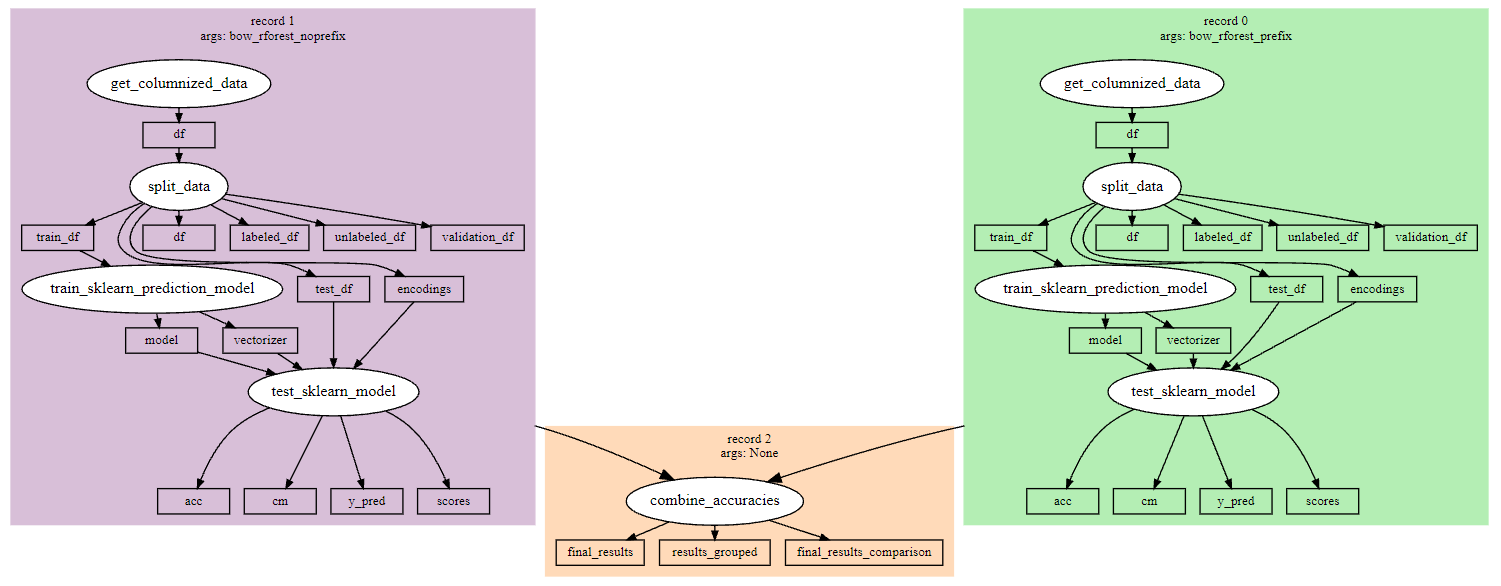 record 1
args: bow_rforest_noprefix
get_columnized_data
df
split_data
train_df
df
labeled_df
unlabeled_df
validation_df
train_sklearn_prediction_model
test_df
encodings
model
vectorizer
test_sklearn_model
acc
cm
y_pred
scores
record 2
args: None
combine_accuracies
final_results
results_grouped
final_results_comparison
record 0
args: bow_rforest_prefix
get_columnized_data
df
split_data
train_df
df
labeled_df
unlabeled_df
validation_df
train_sklearn_prediction_model
test_df
encodings
model
vectorizer
test_sklearn_model
acc
cm
y_pred
scores